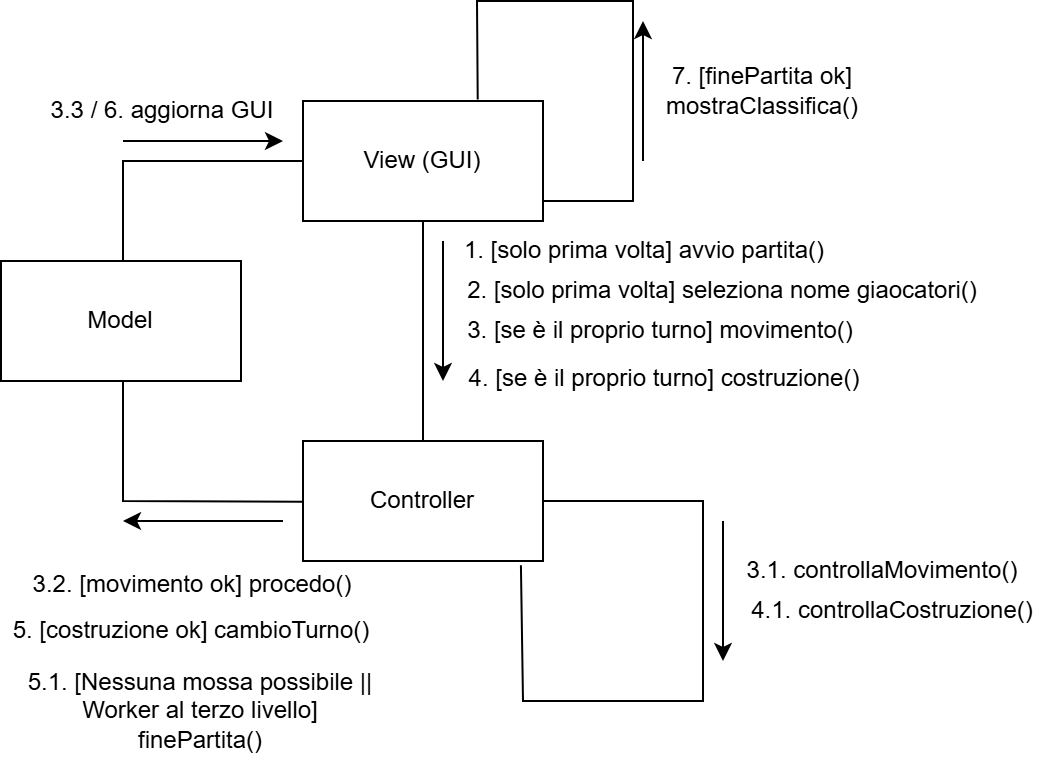 7. [finePartita ok]
mostraClassifica()
3.3 / 6. aggiorna GUI
View (GUI)
1. [solo prima volta] avvio partita()
2. [solo prima volta] seleziona nome giaocatori()
3. [se è il proprio turno] movimento()
4. [se è il proprio turno] costruzione()
Model
Controller
3.2. [movimento ok] procedo()
5. [costruzione ok] cambioTurno()
5.1. [Nessuna mossa possibile ||
Worker al terzo livello]
finePartita()
3.1. controllaMovimento()
4.1. controllaCostruzione()